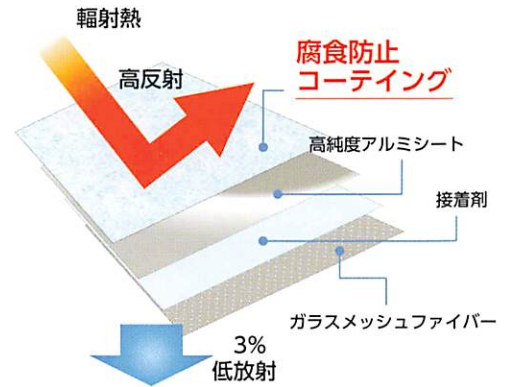 輻射熱
高反射
腐食防止
コーテイング
高純度アルミシート
接着剤
ガラスメッシュファイバー
3%
低放射